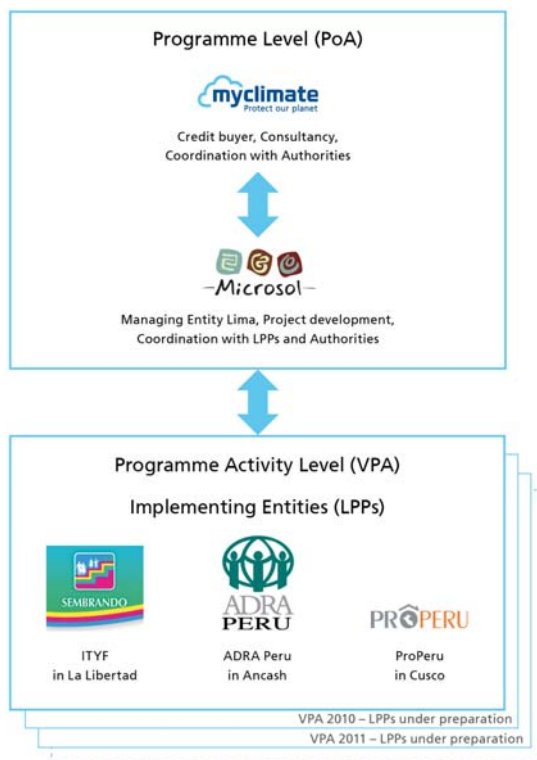 Programme Level (PoA)
myclimate
Protect our planet
Credit buyer, Consultancy,
Coordination with Authorities
Microsol
Managing Entity Lima, Project development,
Coordination with LPPs and Authorities
Programme Activity Level (VPA)
Implementing Entities (LPPs)
SEMBRANDO
ADRA
PERU
PROPERU
ITYF
in La Libertad
ADRA Peru
in Ancash
ProPeru
in Cusco
VPA 2010 – LPPs under preparation
VPA 2011 – LPPs under preparation